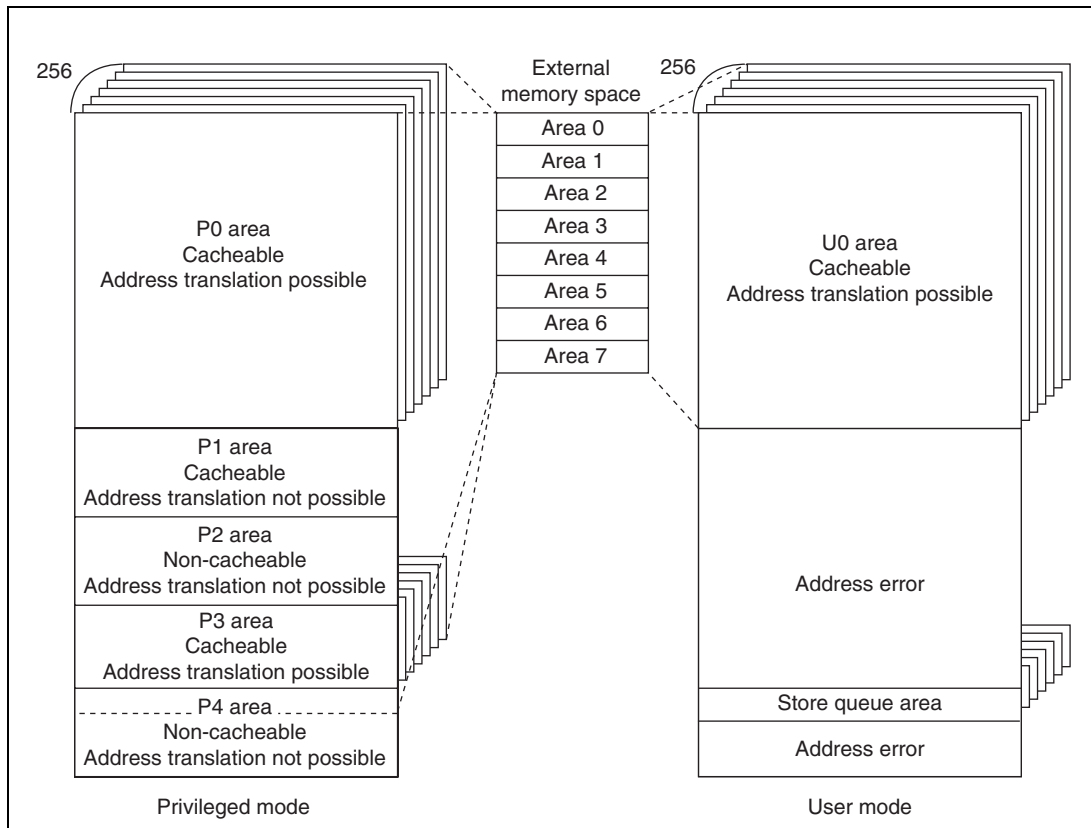 256
External
memory space
256
Area 0
Area 1
Area 2
Area 3
Area 4
Area 5
Area 6
Area 7
P0 area
Cacheable
Address translation possible
U0 area
Cacheable
Address translation possible
P1 area
Cacheable
Address translation not possible
P2 area
Non-cacheable
Address translation not possible
P3 area
Cacheable
Address translation possible
P4 area
Non-cacheable
Address translation not possible
Address error
Store queue area
Address error
Privileged mode
User mode